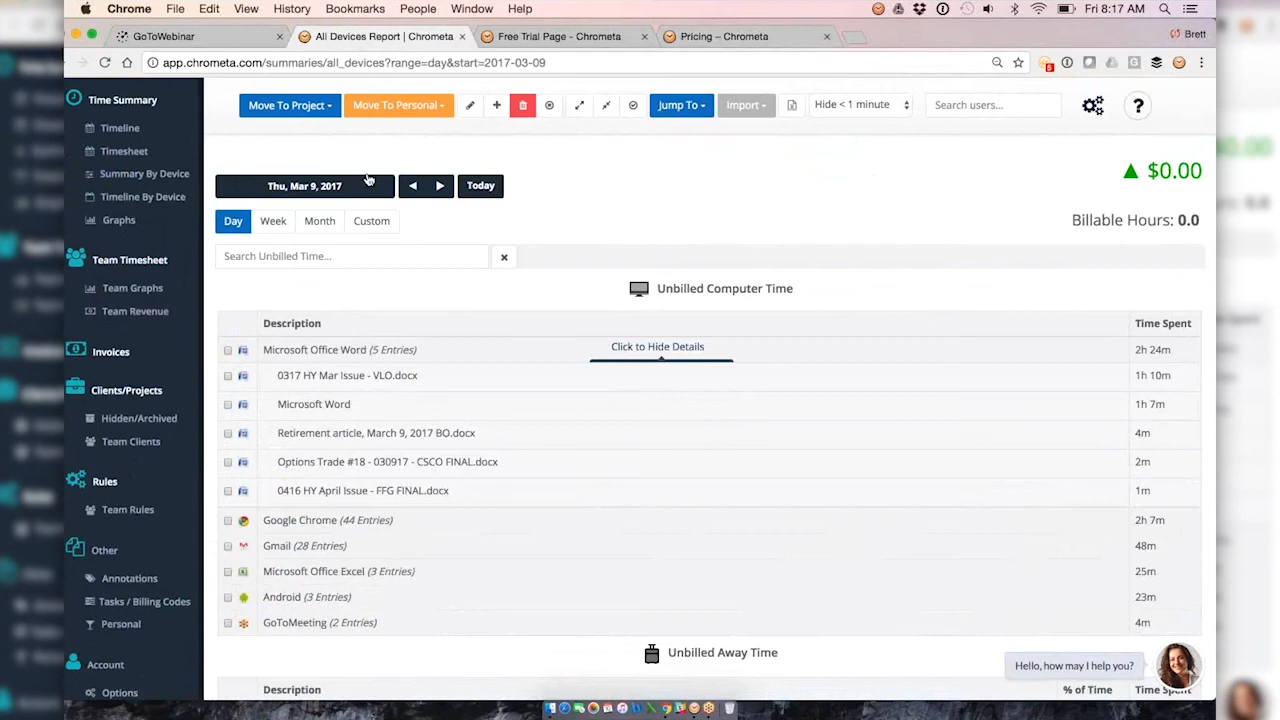 Chrome File Edit View History Bookmarks People Window Help Fri 8:17 AM
GoToWebinar All Devices Report | Chrometa Free Trial Page - Chrometa Pricing – Chrometa Brett
app.chrometa.com/summaries/all_devices?range=day&start=2017-03-09
Time Summary
Timeline
Timesheet
Summary By Device
Timeline By Device
Graphs
Team Timesheet
Team Graphs
Team Revenue
Invoices
Clients/Projects
Hidden/Archived
Team Clients
Rules
Team Rules
Other
Annotations
Tasks / Billing Codes
Personal
Account
Options
Move To Project Move To Personal Jump To Import Hide < 1 minute Search users... ?
$0.00
Thu, Mar 9, 2017 Today
Day Week Month Custom
Billable Hours: 0.0
Search Unbilled Time...
Unbilled Computer Time
Description Time Spent
Microsoft Office Word (5 Entries) Click to Hide Details 2h 24m
0317 HY Mar Issue - VLO.docx 1h 10m
Microsoft Word 1h 7m
Retirement article, March 9, 2017 BO.docx 4m
Options Trade #18 - 030917 - CSCO FINAL.docx 2m
0416 HY April Issue - FFG FINAL.docx 1m
Google Chrome (44 Entries) 2h 7m
Gmail (28 Entries) 48m
Microsoft Office Excel (3 Entries) 25m
Android (3 Entries) 23m
GoToMeeting (2 Entries) 4m
Unbilled Away Time
Hello, how may I help you?
Description % of Time Time Spent